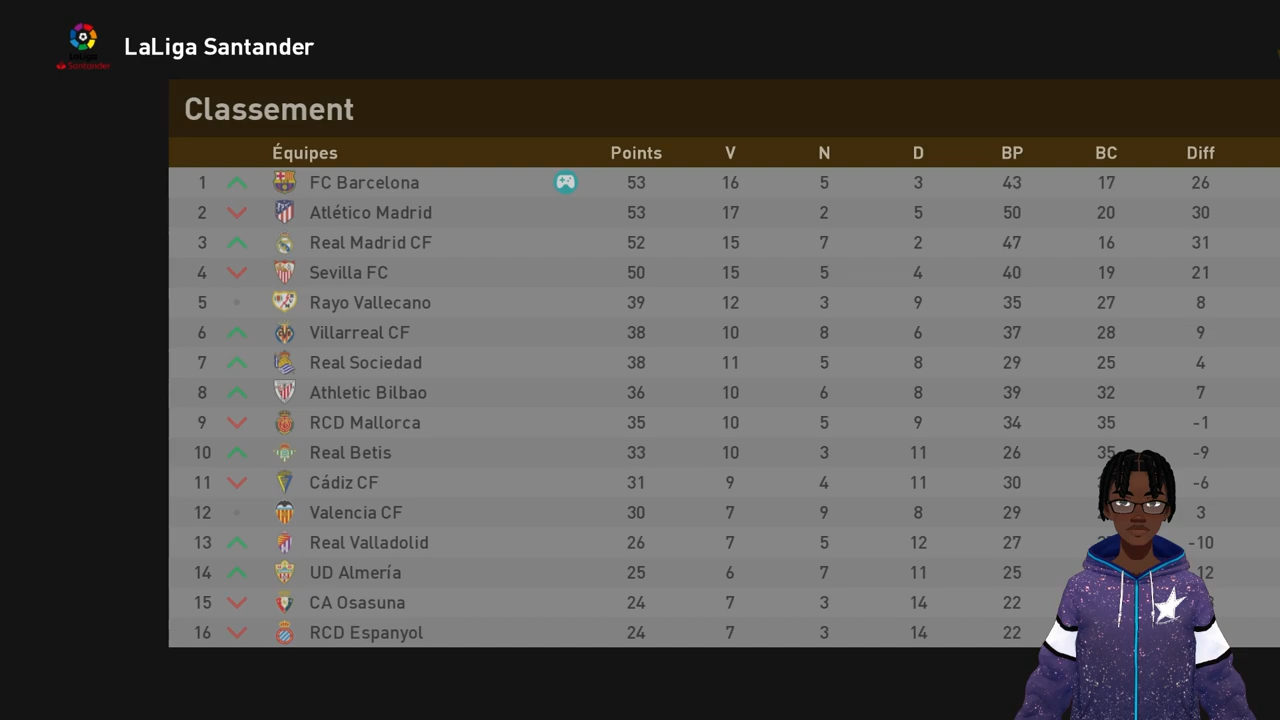 LaLiga Santander
Santander
Classement
Équipes Points V N D BP BC Diff
1 FC Barcelona 53 16 5 3 43 17 26
2 Atlético Madrid 53 17 2 5 50 20 30
3 Real Madrid CF 52 15 7 2 47 16 31
4 Sevilla FC 50 15 5 4 40 19 21
5 Rayo Vallecano 39 12 3 9 35 27 8
6 Villarreal CF 38 10 8 6 37 28 9
7 Real Sociedad 38 11 5 8 29 25 4
8 Athletic Bilbao 36 10 6 8 39 32 7
9 RCD Mallorca 35 10 5 9 34 35 -1
10 Real Betis 33 10 3 11 26 35 -9
11 Cádiz CF 31 9 4 11 30 -6
12 Valencia CF 30 7 9 8 29 3
13 Real Valladolid 26 7 5 12 27 -10
14 UD Almería 25 6 7 11 25 12
15 CA Osasuna 24 7 3 14 22
16 RCD Espanyol 24 7 3 14 22